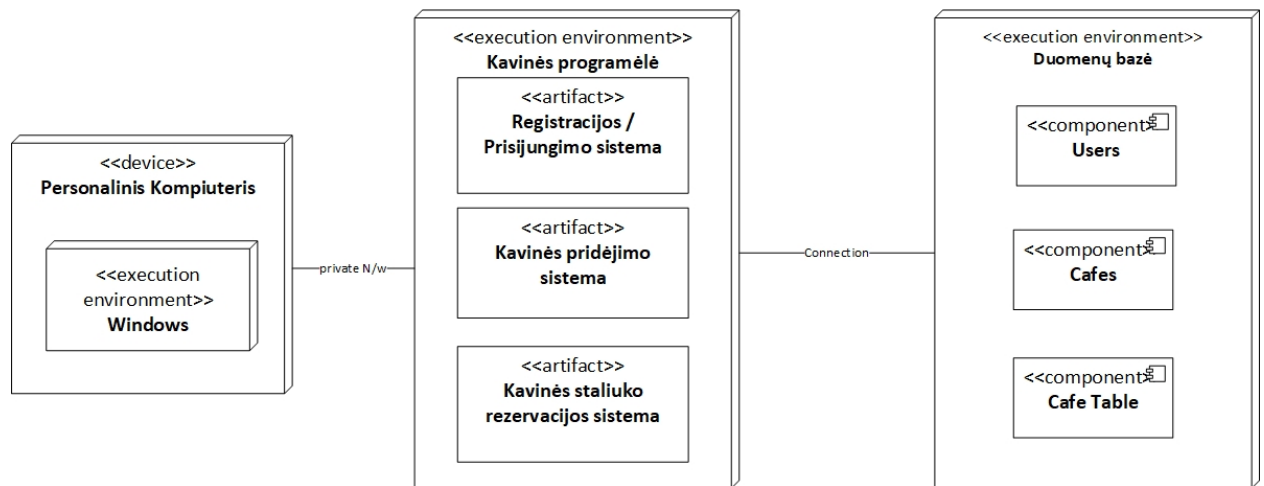 <<device>>
Personalinis Kompiuteris
<<execution
environment>>
Windows
private N/w
<<execution environment>>
Kavinės programėlė
<<artifact>>
Registracijos /
Prisijungimo sistema
<<artifact>>
Kavinės pridėjimo
sistema
<<artifact>>
Kavinės staliuko
rezervacijos sistema
Connection
<<execution environment>>
Duomenų bazė
<<component>
Users
<<component>
Cafes
<<component>
Cafe Table